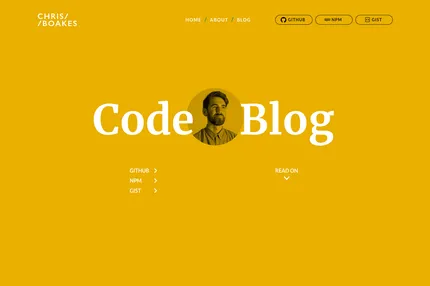 CHRIS/
/BOAKES
HOME / ABOUT / BLOG
GITHUB
NPM
GIST
Code Blog
GITHUB
NPM
GIST
READ ON